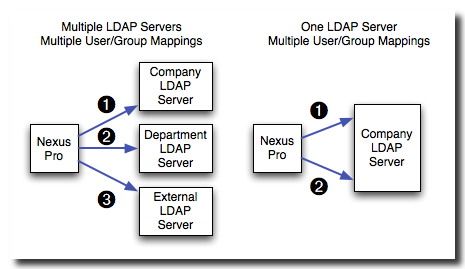 Multiple LDAP Servers
Multiple User/Group Mappings
Nexus
Pro
1
2
3
Company
LDAP
Server
Department
LDAP
Server
External
LDAP
Server
One LDAP Server
Multiple User/Group Mappings
Nexus
Pro
1
2
Company
LDAP
Server